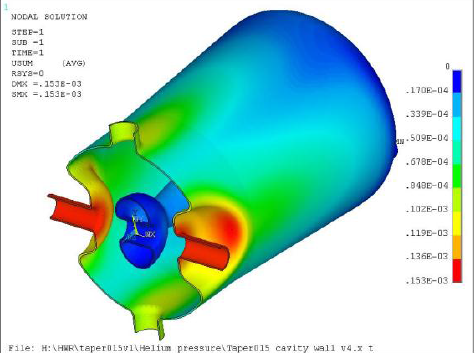 1
NODAL SOLUTION
STEP=1
SUB =1
TIME=1
USUM (AVG)
RSYS=0
DMX =.153E-03
SMX =.153E-03
0
.170E-04
.339E-04
.509E-04
.678E-04
.848E-04
.102E-03
.119E-03
.136E-03
.153E-03
MN
MX
File: H:\HWR\taper015v1\Helium pressure\Taper015 cavity wall v4.x t